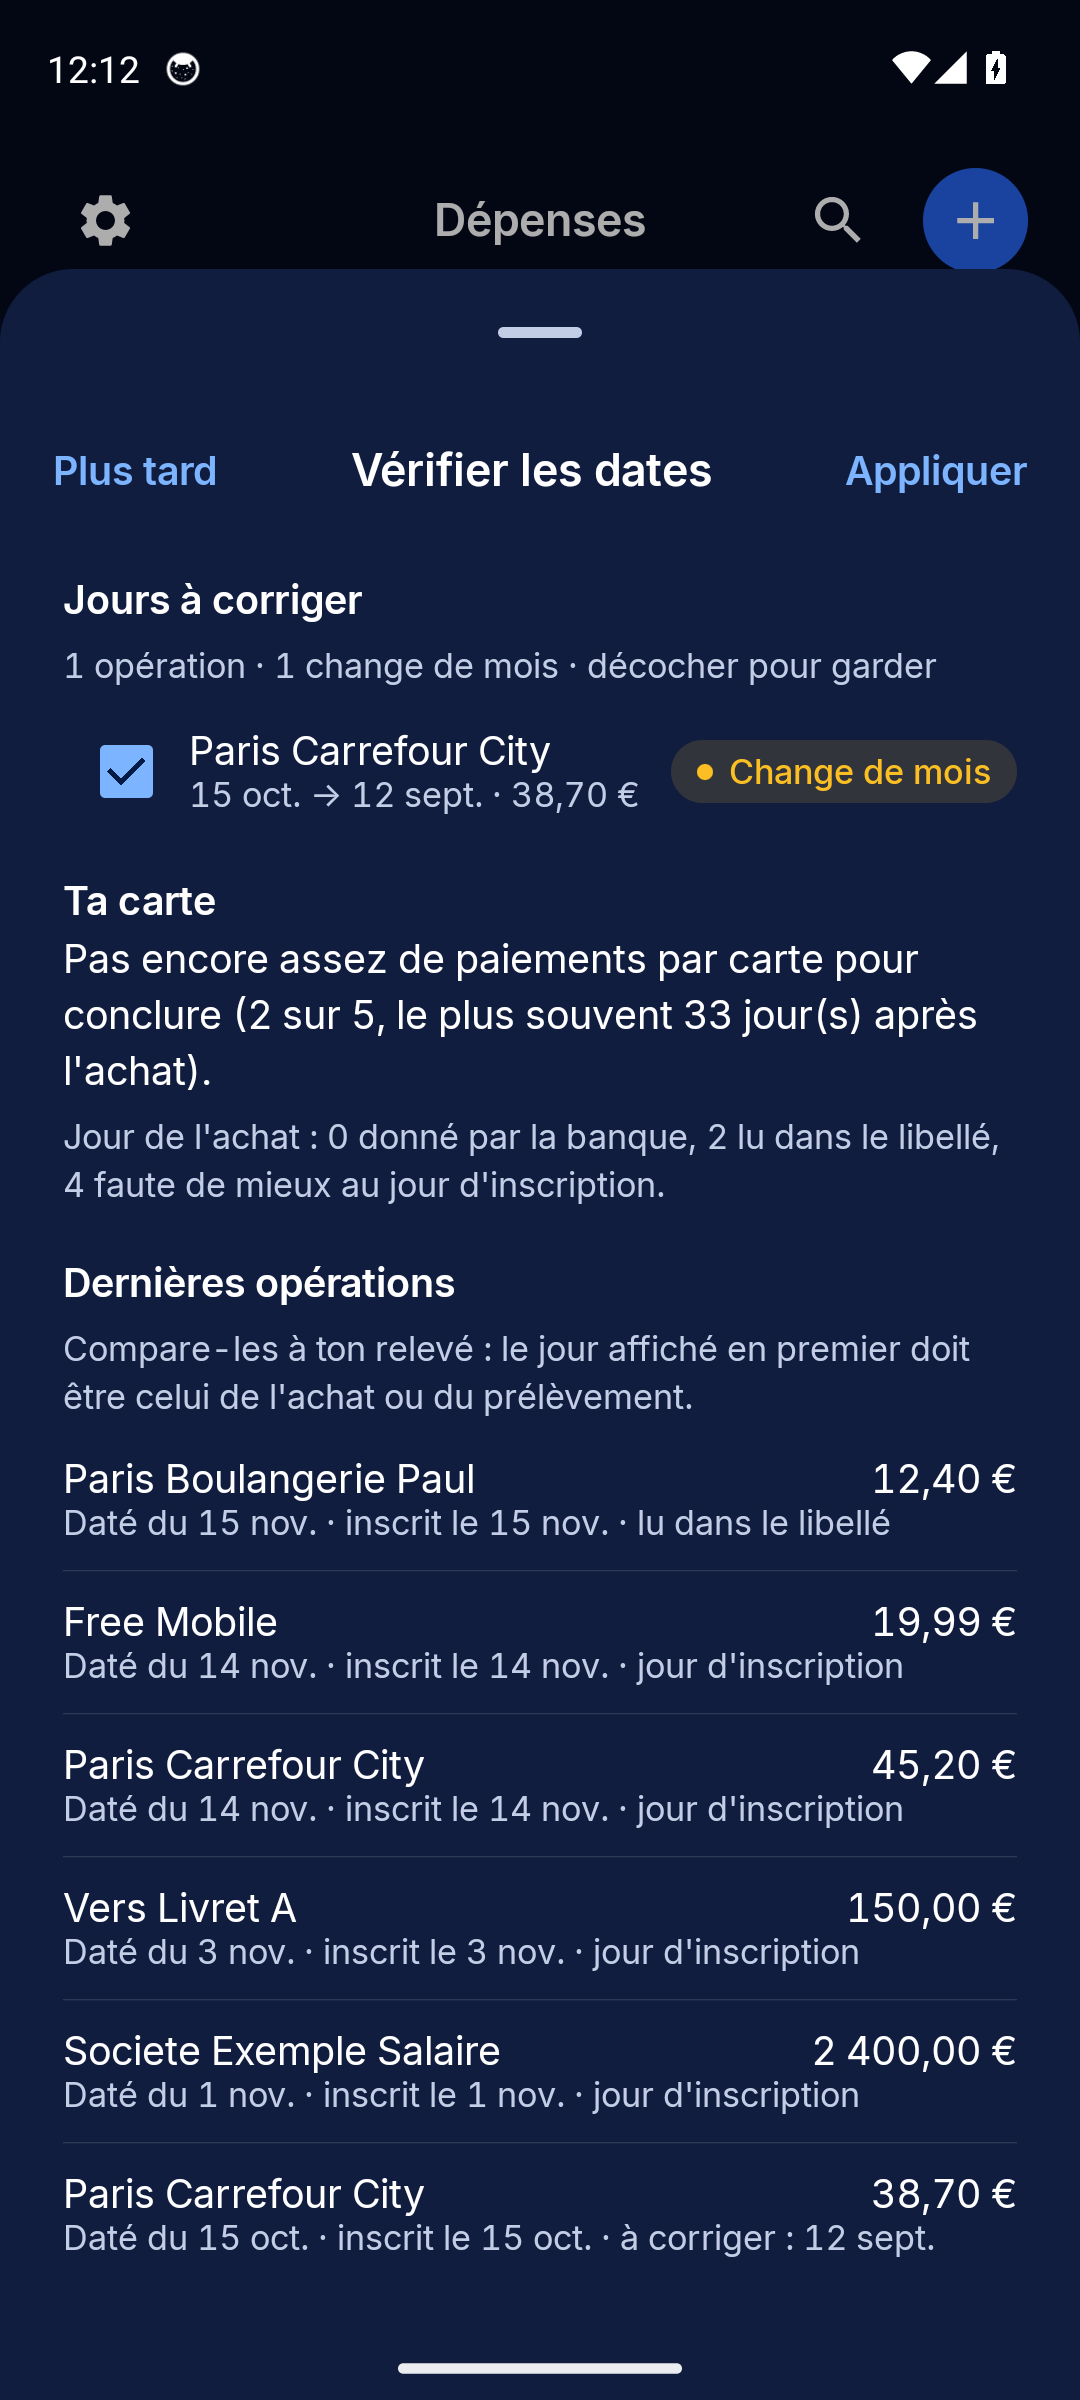 12:12
Dépenses
Plus tard
Vérifier les dates
Appliquer
Jours à corriger
1 opération · 1 change de mois · décocher pour garder
Paris Carrefour City
15 oct. → 12 sept. · 38,70 €
Change de mois
Ta carte
Pas encore assez de paiements par carte pour
conclure (2 sur 5, le plus souvent 33 jour(s) après
l'achat).
Jour de l'achat : 0 donné par la banque, 2 lu dans le libellé,
4 faute de mieux au jour d'inscription.
Dernières opérations
Compare-les à ton relevé : le jour affiché en premier doit
être celui de l'achat ou du prélèvement.
Paris Boulangerie Paul 12,40 €
Daté du 15 nov. · inscrit le 15 nov. · lu dans le libellé
Free Mobile 19,99 €
Daté du 14 nov. · inscrit le 14 nov. · jour d'inscription
Paris Carrefour City 45,20 €
Daté du 14 nov. · inscrit le 14 nov. · jour d'inscription
Vers Livret A 150,00 €
Daté du 3 nov. · inscrit le 3 nov. · jour d'inscription
Societe Exemple Salaire 2 400,00 €
Daté du 1 nov. · inscrit le 1 nov. · jour d'inscription
Paris Carrefour City 38,70 €
Daté du 15 oct. · inscrit le 15 oct. · à corriger : 12 sept.